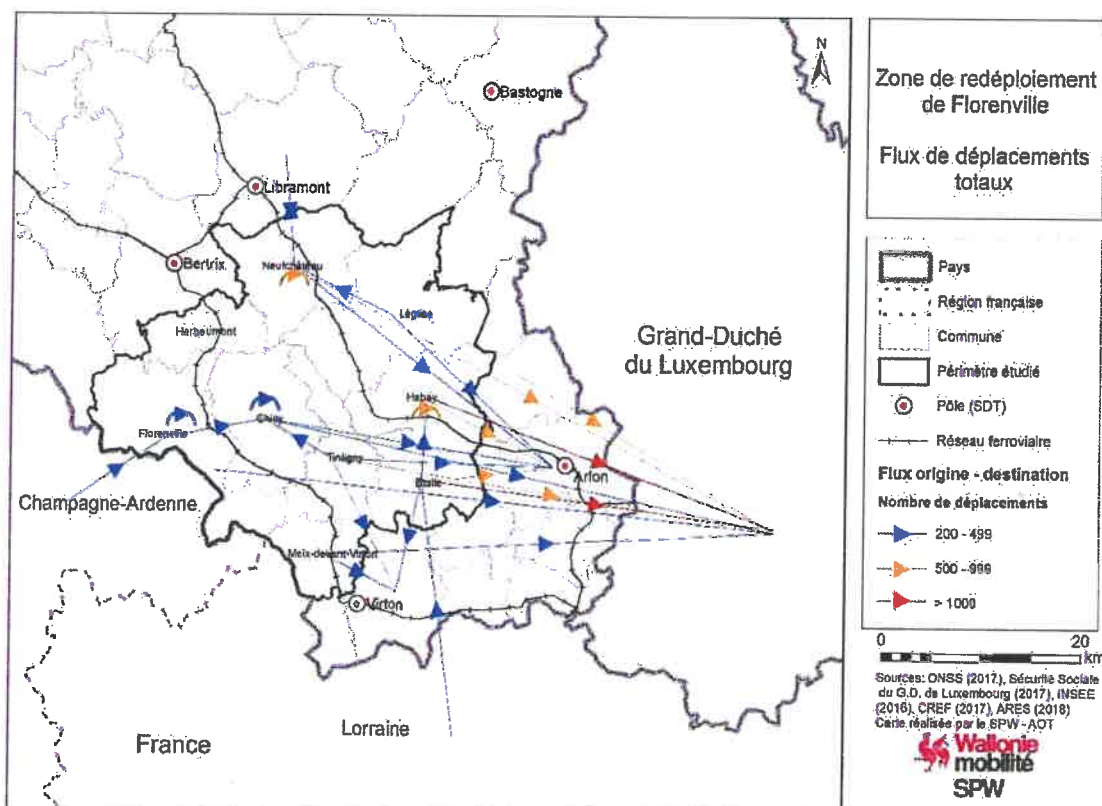 N
Bastogne
Libramont
Bertrix
Neufchâteau
Léglise
Herbeumont
Grand-Duché
du Luxembourg
Habay
Chiny
Florenville
Tintigny
Arlon
Etalle
Champagne-Ardenne
Meix-devant-Virton
Virton
Lorraine
France
Zone de redéploiement
de Florenville
Flux de déplacements
totaux
Pays
Région française
Commune
Périmètre étudié
Pôle (SDT)
Réseau ferroviaire
Flux origine - destination
Nombre de déplacements
200 - 499
500 - 999
> 1000
0 20
km
Sources: ONSS (2017), Sécurité Sociale
du G.D. de Luxembourg (2017), INSEE
(2016), CREF (2017), ARES (2018)
Carte réalisée par le SPW - AOT
Wallonie
mobilité
SPW